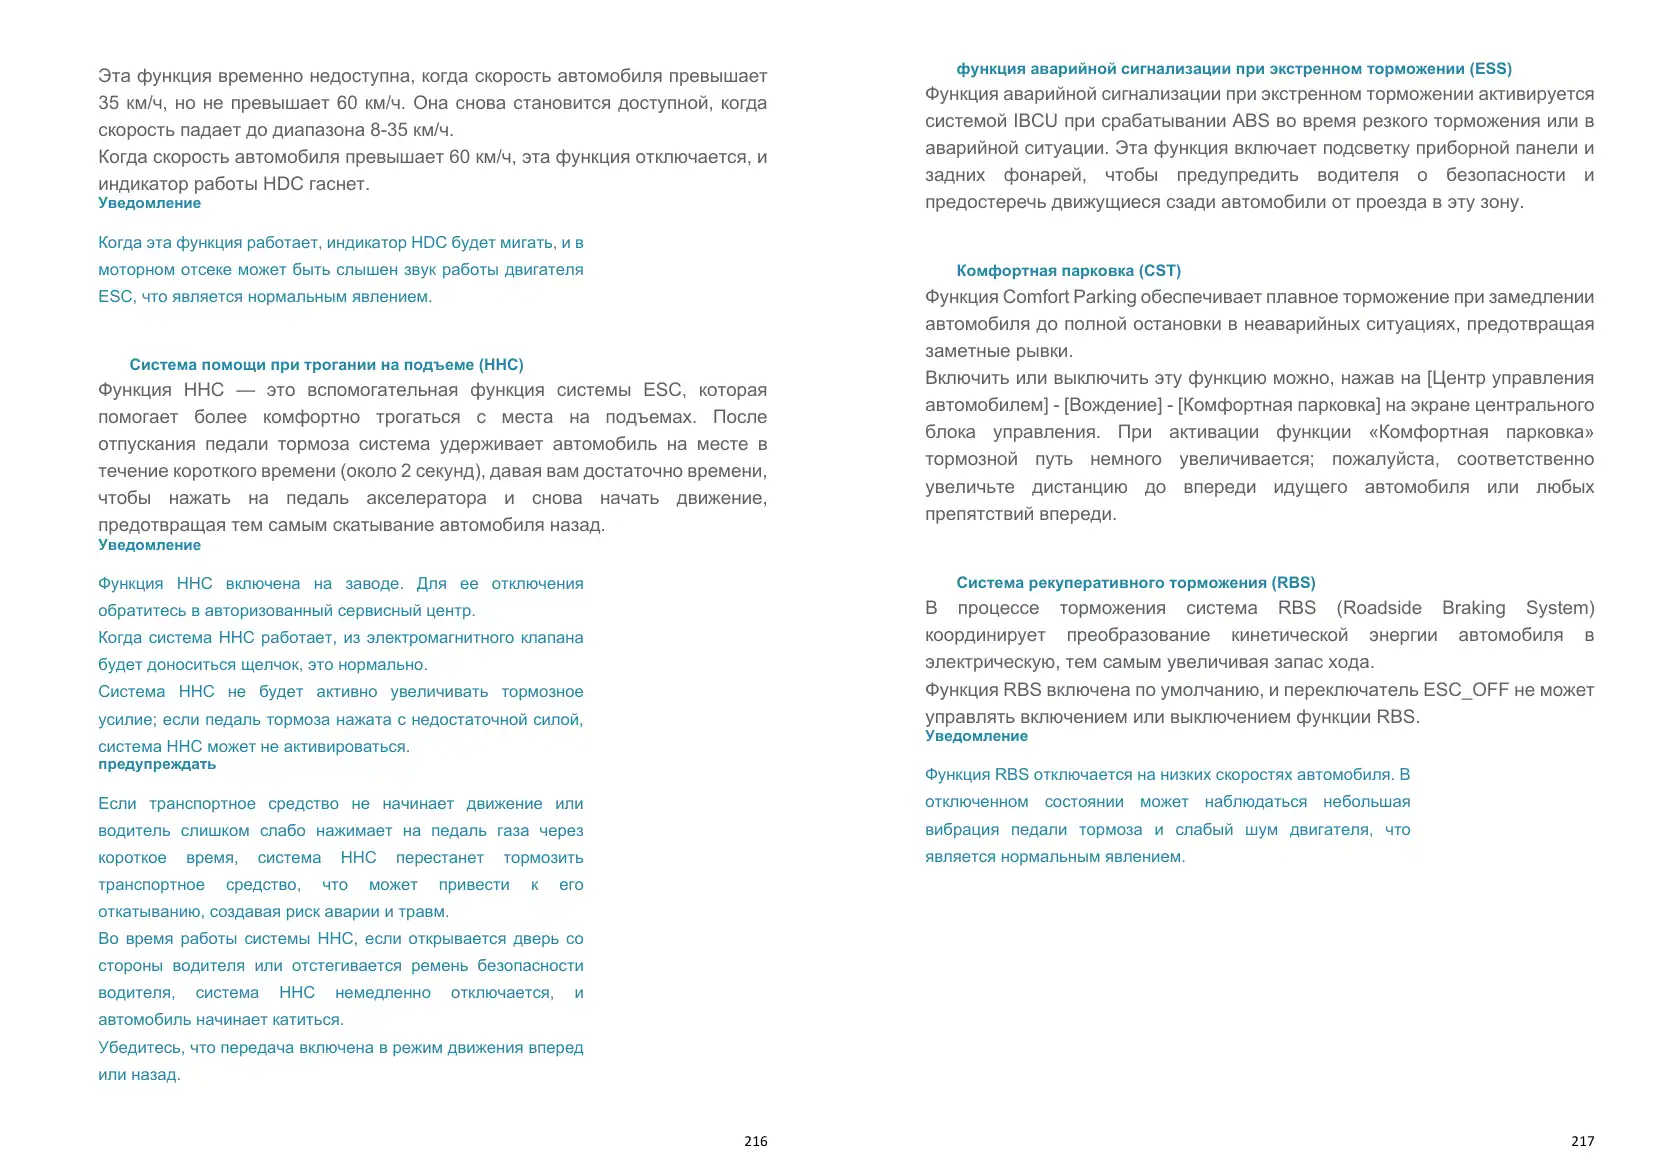 Эта функция временно недоступна, когда скорость автомобиля превышает
35 км/ч, но не превышает 60 км/ч. Она снова становится доступной, когда
скорость падает до диапазона 8-35 км/ч.
Когда скорость автомобиля превышает 60 км/ч, эта функция отключается, и
индикатор работы HDC гаснет.
Уведомление
Когда эта функция работает, индикатор HDC будет мигать, и в
моторном отсеке может быть слышен звук работы двигателя
ESC, что является нормальным явлением.
Система помощи при трогании на подъеме (HHC)
Функция HHC — это вспомогательная функция системы ESC, которая
помогает более комфортно трогаться с места на подъемах. После
отпускания педали тормоза система удерживает автомобиль на месте в
течение короткого времени (около 2 секунд), давая вам достаточно времени,
чтобы нажать на педаль акселератора и снова начать движение,
предотвращая тем самым скатывание автомобиля назад.
Уведомление
Функция HHC включена на заводе. Для ее отключения
обратитесь в авторизованный сервисный центр.
Когда система HHC работает, из электромагнитного клапана
будет доноситься щелчок, это нормально.
Система HHC не будет активно увеличивать тормозное
усилие; если педаль тормоза нажата с недостаточной силой,
система HHC может не активироваться.
предупреждать
Если транспортное средство не начинает движение или
водитель слишком слабо нажимает на педаль газа через
короткое время, система HHC перестанет тормозить
транспортное средство, что может привести к его
откатыванию, создавая риск аварии и травм.
Во время работы системы HHC, если открывается дверь со
стороны водителя или отстегивается ремень безопасности
водителя, система HHC немедленно отключается, и
автомобиль начинает катиться.
Убедитесь, что передача включена в режим движения вперед
или назад.
216
функция аварийной сигнализации при экстренном торможении (ESS)
Функция аварийной сигнализации при экстренном торможении активируется
системой IBCU при срабатывании ABS во время резкого торможения или в
аварийной ситуации. Эта функция включает подсветку приборной панели и
задних фонарей, чтобы предупредить водителя о безопасности и
предостеречь движущиеся сзади автомобили от проезда в эту зону.
Комфортная парковка (CST)
Функция Comfort Parking обеспечивает плавное торможение при замедлении
автомобиля до полной остановки в неаварийных ситуациях, предотвращая
заметные рывки.
Включить или выключить эту функцию можно, нажав на [Центр управления
автомобилем] - [Вождение] - [Комфортная парковка] на экране центрального
блока управления. При активации функции «Комфортная парковка»
тормозной путь немного увеличивается; пожалуйста, соответственно
увеличьте дистанцию до впереди идущего автомобиля или любых
препятствий впереди.
Система рекуперативного торможения (RBS)
В процессе торможения система RBS (Roadside Braking System)
координирует преобразование кинетической энергии автомобиля в
электрическую, тем самым увеличивая запас хода.
Функция RBS включена по умолчанию, и переключатель ESC_OFF не может
управлять включением или выключением функции RBS.
Уведомление
Функция RBS отключается на низких скоростях автомобиля. В
отключенном состоянии может наблюдаться небольшая
вибрация педали тормоза и слабый шум двигателя, что
является нормальным явлением.
217